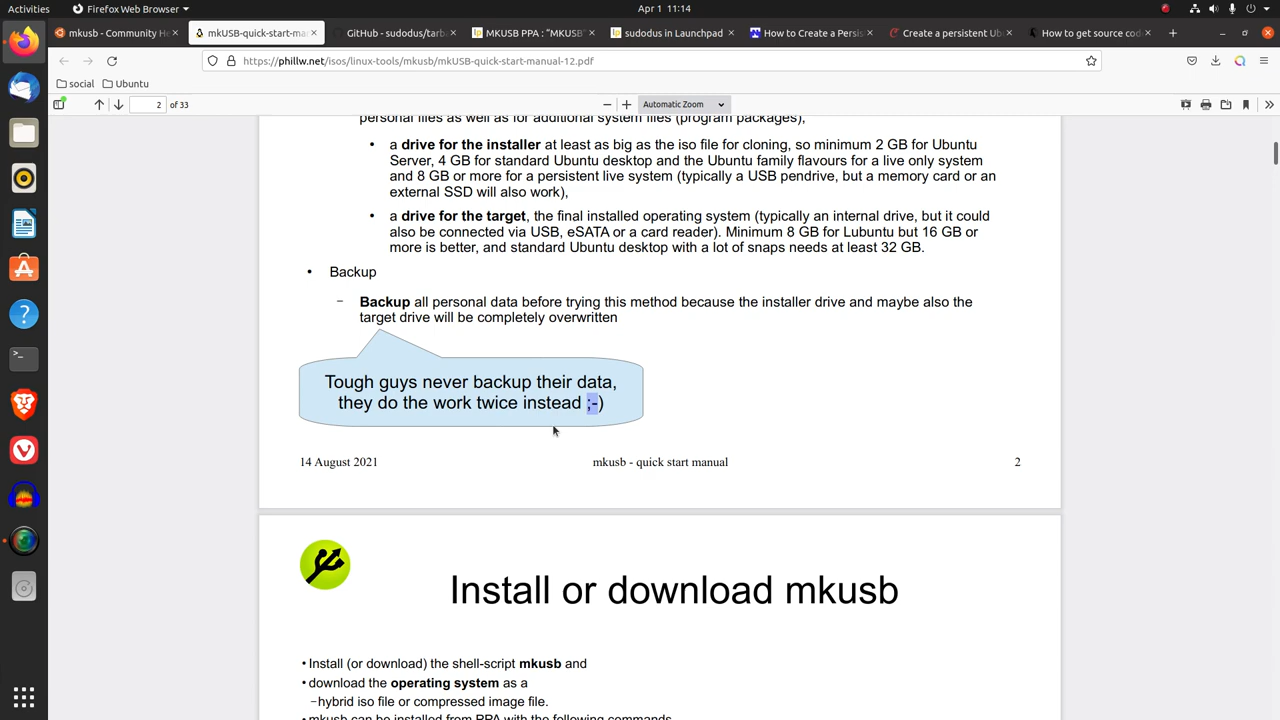 Activities
Firefox Web Browser
Apr 1 11:14
mkusb - Community He
mkUSB-quick-start-ma
GitHub - sudodus/tarba
MKUSB PPA : "MKUSB"
sudodus in Launchpad
How to Create a Persis
Create a persistent Ub
How to get source cod
https://phillw.net/isos/linux-tools/mkusb/mkUSB-quick-start-manual-12.pdf
social
Ubuntu
2
of 33
Automatic Zoom
personal files as well as for additional system files (program packages),
• a drive for the installer at least as big as the iso file for cloning, so minimum 2 GB for Ubuntu
Server, 4 GB for standard Ubuntu desktop and the Ubuntu family flavours for a live only system
and 8 GB or more for a persistent live system (typically a USB pendrive, but a memory card or an
external SSD will also work),
• a drive for the target, the final installed operating system (typically an internal drive, but it could
also be connected via USB, eSATA or a card reader). Minimum 8 GB for Lubuntu but 16 GB or
more is better, and standard Ubuntu desktop with a lot of snaps needs at least 32 GB.
• Backup
– Backup all personal data before trying this method because the installer drive and maybe also the
target drive will be completely overwritten
Tough guys never backup their data,
they do the work twice instead ;-)
14 August 2021
mkusb - quick start manual
2
Install or download mkusb
• Install (or download) the shell-script mkusb and
• download the operating system as a
–hybrid iso file or compressed image file.
• mkusb can be installed from PPA with the following commands